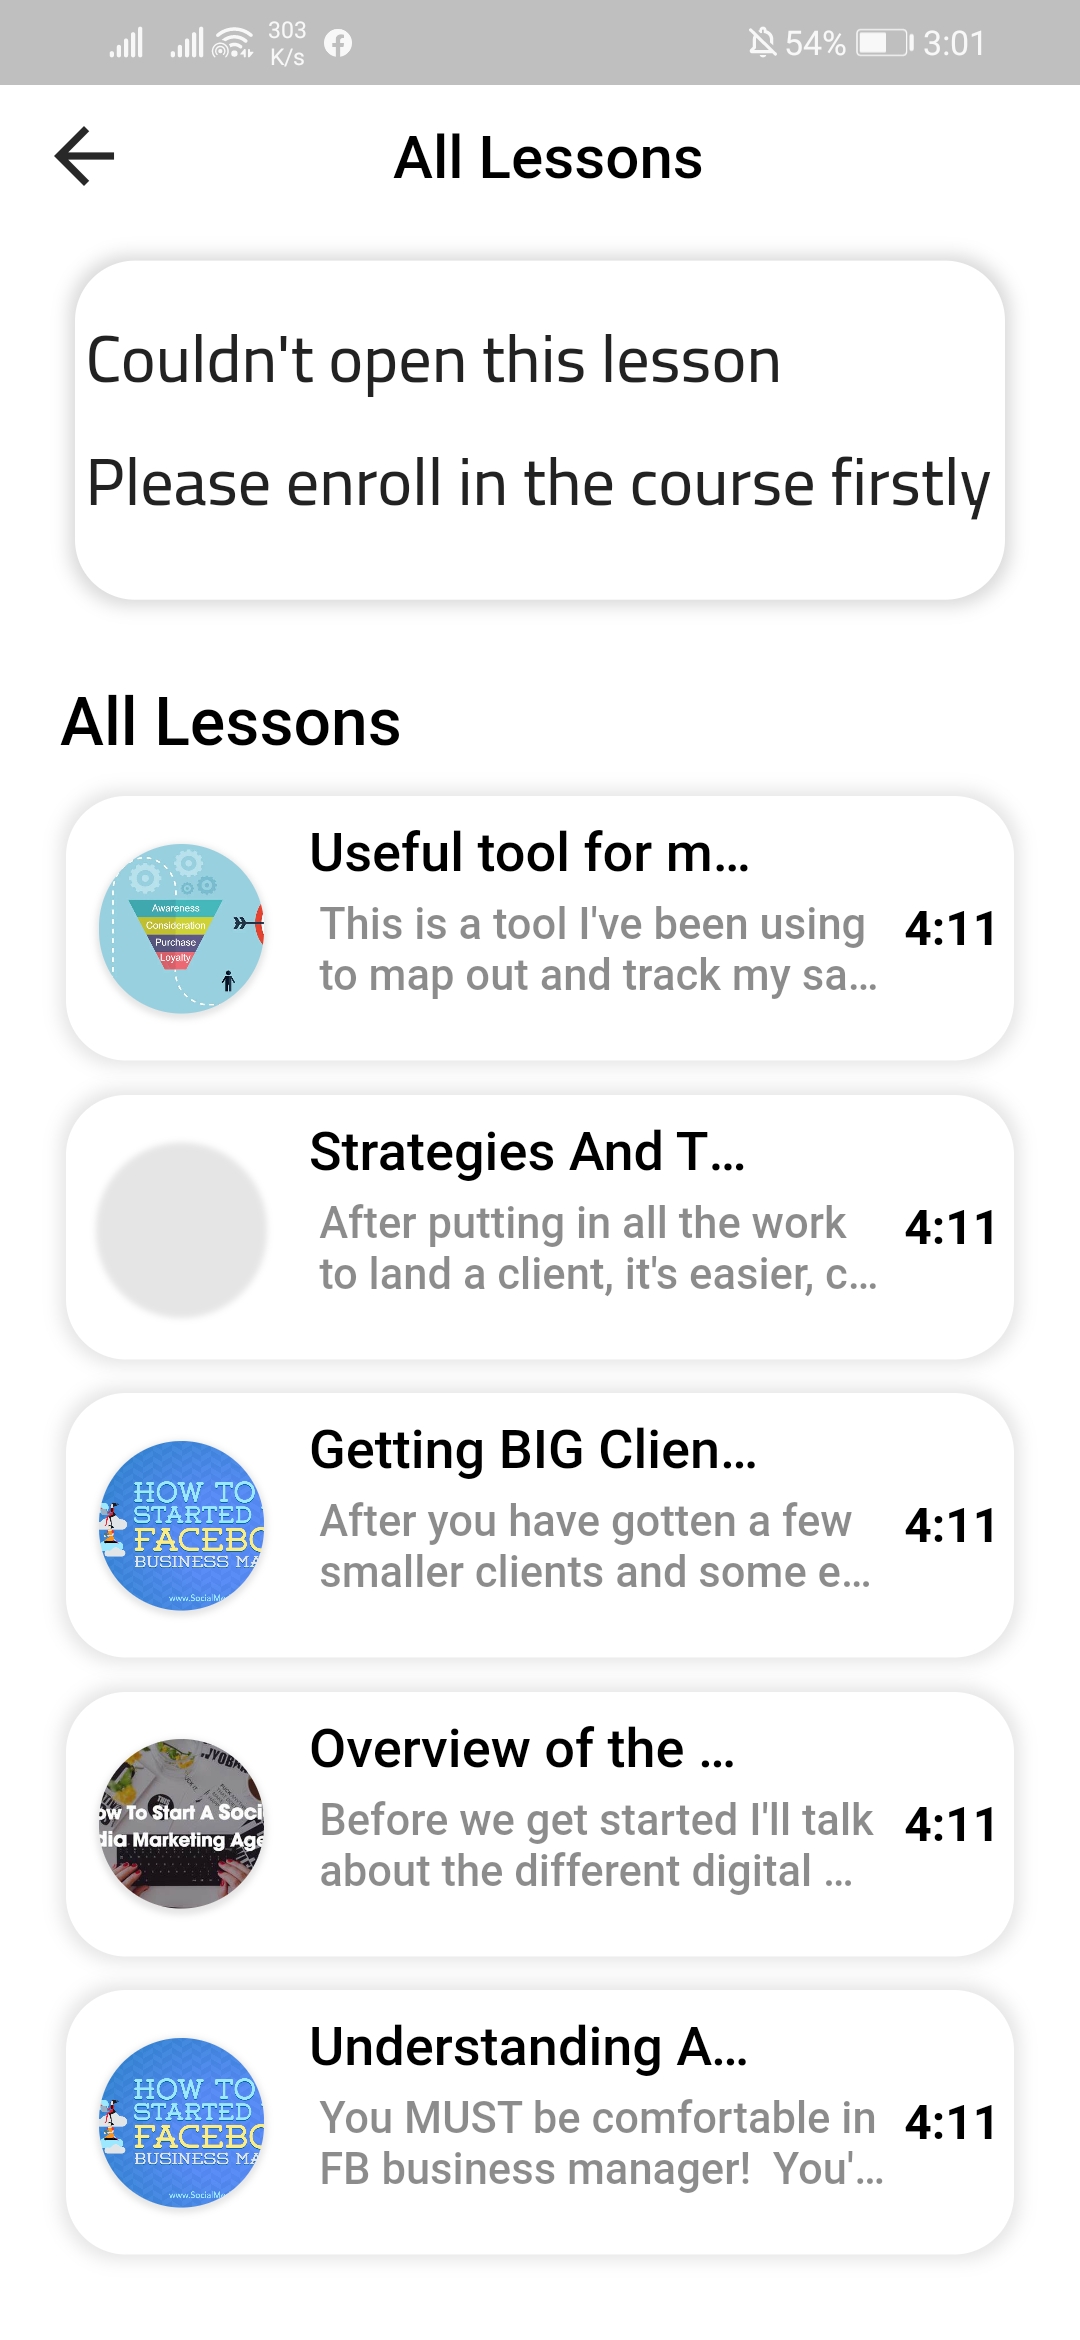 303
K/s
54%
3:01
All Lessons
Couldn't open this lesson
Please enroll in the course firstly
All Lessons
Useful tool for m...
This is a tool I've been using
to map out and track my sa...
4:11
Awareness
Consideration
Purchase
Loyalty
Strategies And T...
After putting in all the work
to land a client, it's easier, c...
4:11
Getting BIG Clien...
After you have gotten a few
smaller clients and some e...
4:11
HOW TO
STARTED
FACEBO
BUSINESS MA
www.SocialMe
Overview of the ...
Before we get started I'll talk
about the different digital ...
4:11
ow To Start A Soci
dia Marketing Age
Understanding A...
You MUST be comfortable in
FB business manager!  You'...
4:11
HOW TO
STARTED
FACEBO
BUSINESS MA
www.SocialMe